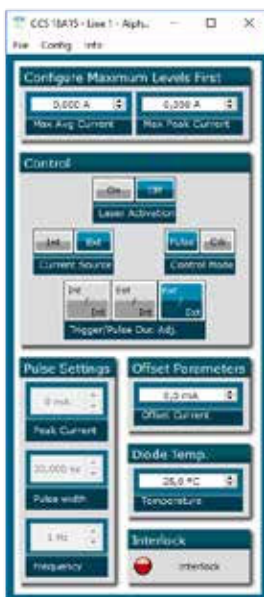 CCS 18A15 - Line 1 - Alph...
File Config Info
Configure Maximum Levels First
0,000 A 0,000 A
Max Avg Current Max Peak Current
Control
On Off
Laser Activation
Int Ext Pulse CW
Current Source Control Mode
Int Ext Ext
Int Int Ext
Trigger/Pulse Dur. Adj.
Pulse Settings
0 mA
Peak Current
Pulse width
1 Hz
Frequency
Offset Parameters
0,0 mA
Offset Current
Diode Temp.
25,0 ºC
Temperature
Interlock
Interlock